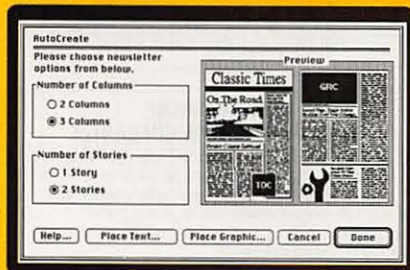 AutoCreate
Please choose newsletter
options from below.
Number of Columns
2 Columns
3 Columns
Number of Stories
1 Story
2 Stories
Preview
Classic Times
On The Road
TOC
GRC
Help...
Place Text...
Place Graphic...
Cancel
Done